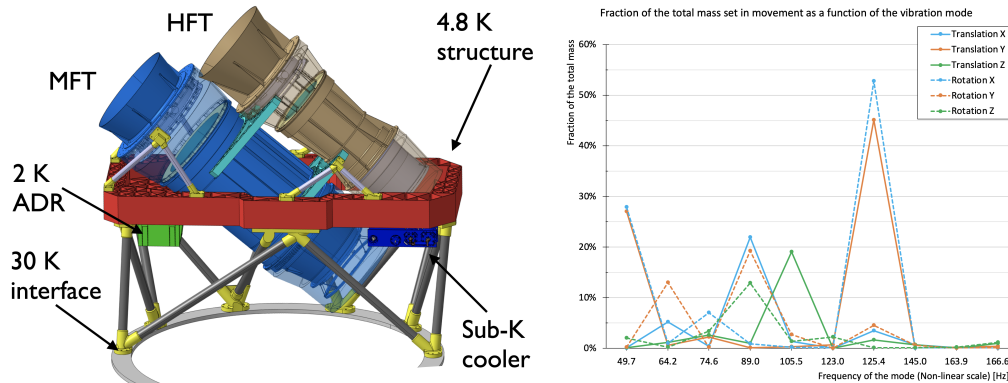 HFT
MFT
4.8 K
structure
2 K
ADR
30 K
interface
Sub-K
cooler
Fraction of the total mass set in movement as a function of the vibration mode
Fraction of the total mass
60%
50%
40%
30%
20%
10%
0%
Translation X
Translation Y
Translation Z
Rotation X
Rotation Y
Rotation Z
49.7 64.2 74.6 89.0 105.5 123.0 125.4 145.0 163.9 166.6
Frequency of the mode (Non-linear scale) [Hz]